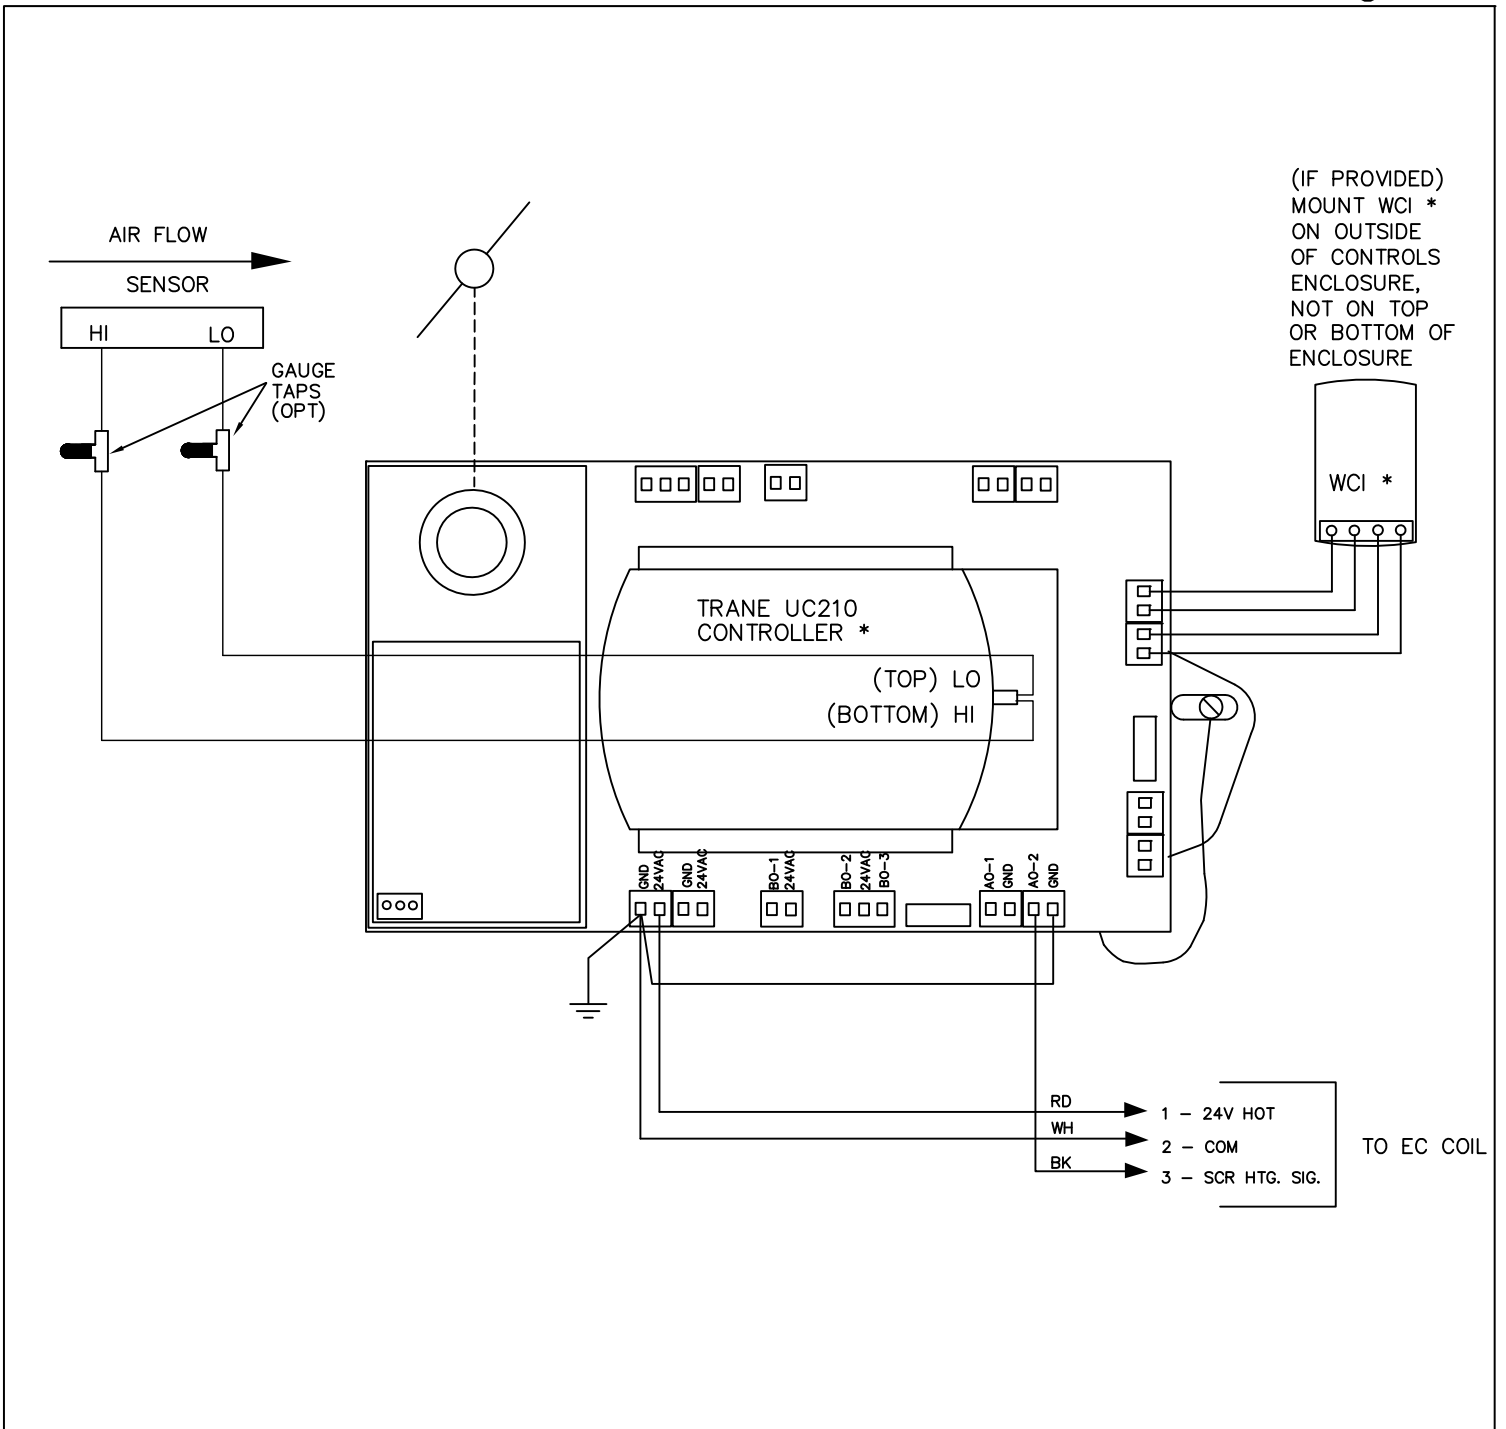 (IF PROVIDED)
MOUNT WCI *
ON OUTSIDE
OF CONTROLS
ENCLOSURE,
NOT ON TOP
OR BOTTOM OF
ENCLOSURE
AIR FLOW
SENSOR
HI
LO
GAUGE
TAPS
(OPT)
WCI *
TRANE UC210
CONTROLLER *
(TOP) LO
(BOTTOM) HI
GND
24VAC
GND
24VAC
BO-1
24VAC
BO-2
24VAC
BO-3
AO-1
GND
AO-2
GND
RD
1 - 24V HOT
WH
2 - COM
BK
3 - SCR HTG. SIG.
TO EC COIL